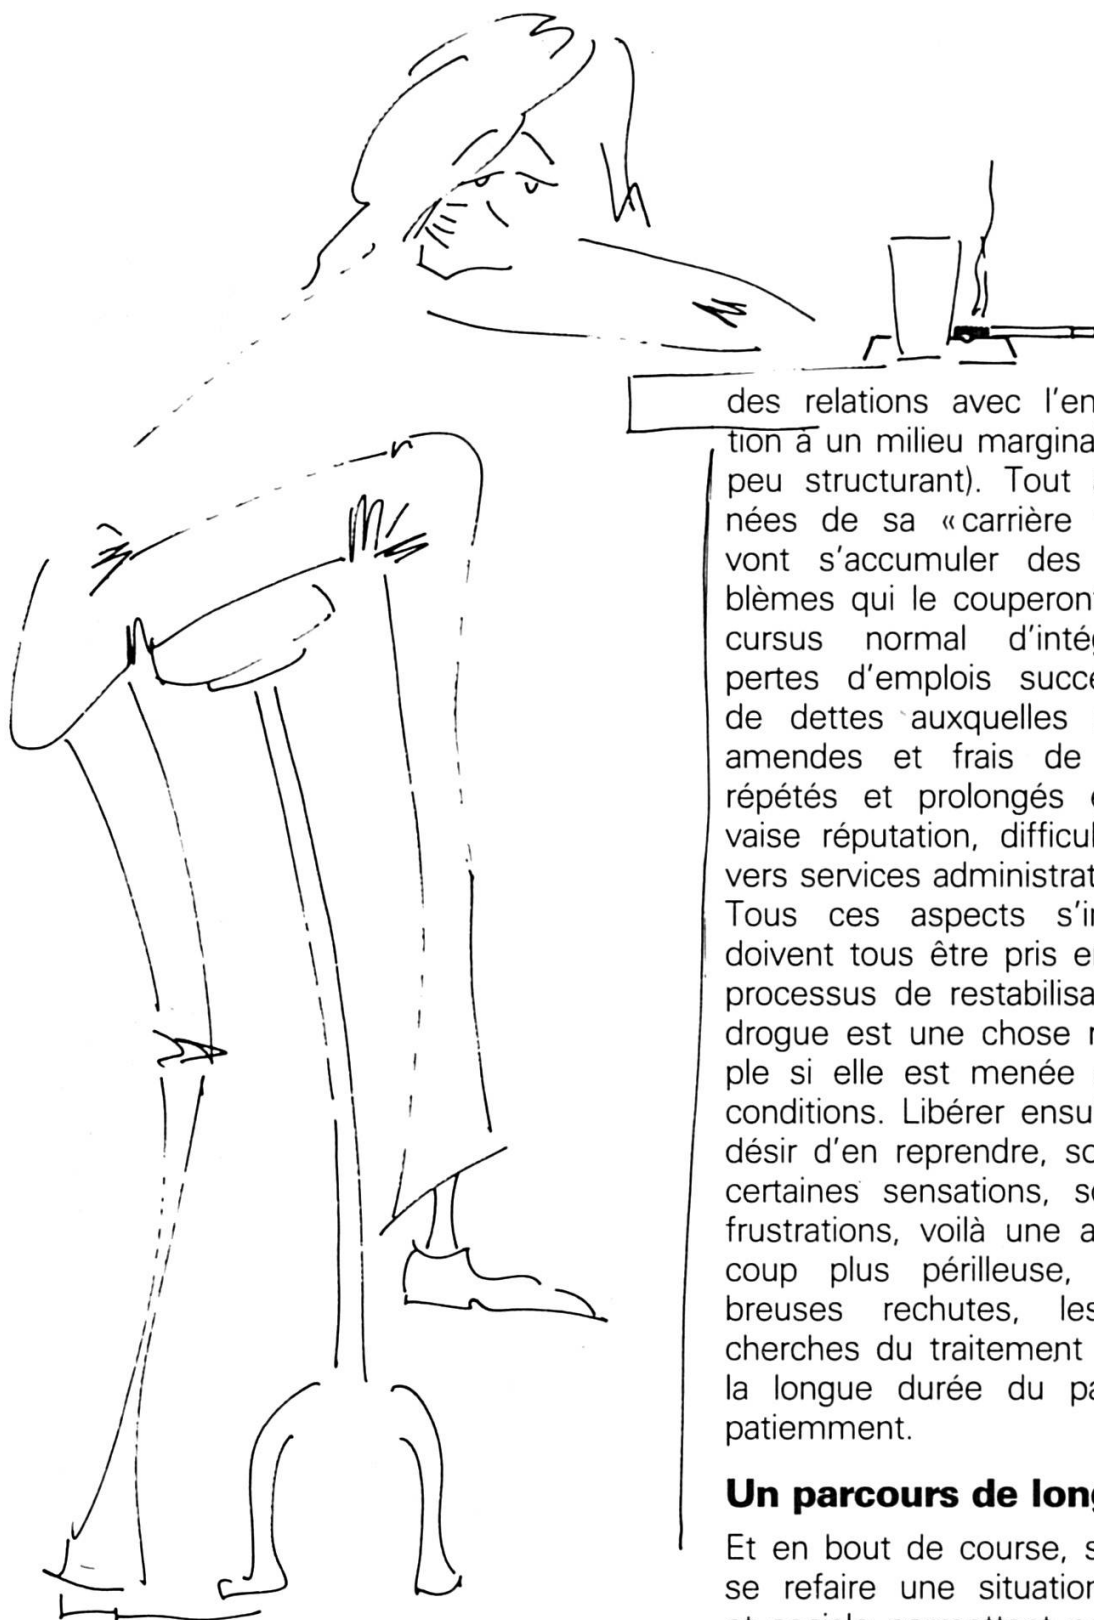 des relations avec l'en
tion à un milieu margina
peu structurant). Tout
nées de sa «carrière
vont s'accumuler des
blèmes qui le couperon
cursus normal d'inté
pertes d'emplois succe
de dettes auxquelles
amendes et frais de
répétés et prolongés
vaise réputation, difficul
vers services administrat
Tous ces aspects s'in
doivent tous être pris e
processus de restabilisa
drogue est une chose
ple si elle est menée
conditions. Libérer ensu
désir d'en reprendre, so
certaines sensations, se
frustrations, voilà une a
coup plus périlleuse,
breuses rechutes, les
cherches du traitement
la longue durée du pa
patiemment.
Un parcours de long
Et en bout de course, s
se refaire une situation